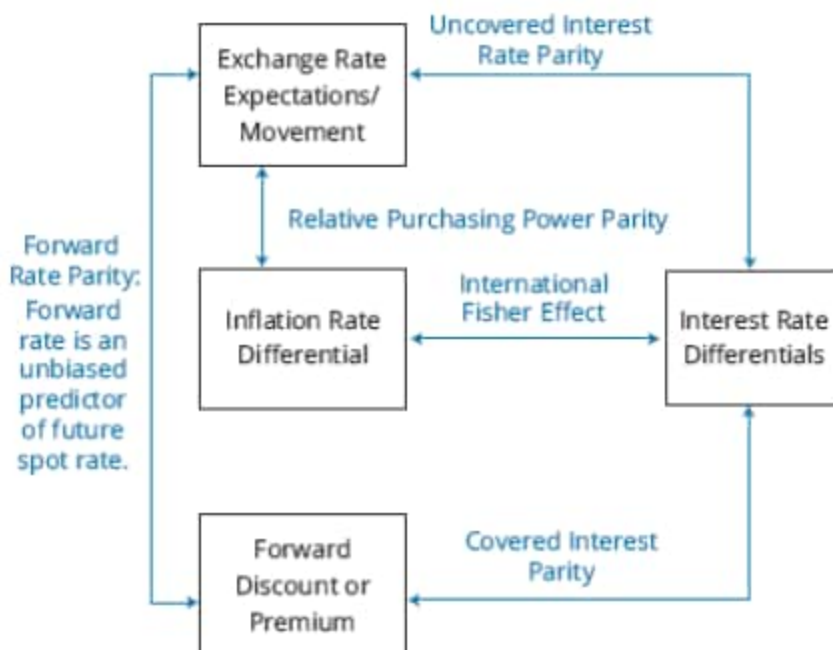 Uncovered Interest
Rate Parity
Exchange Rate
Expectations/
Movement
Relative Purchasing Power Parity
Forward
Rate Parity:
Forward
rate is an
unbiased
predictor
of future
spot rate.
International
Fisher Effect
Inflation Rate
Differential
Interest Rate
Differentials
Covered Interest
Parity
Forward
Discount or
Premium